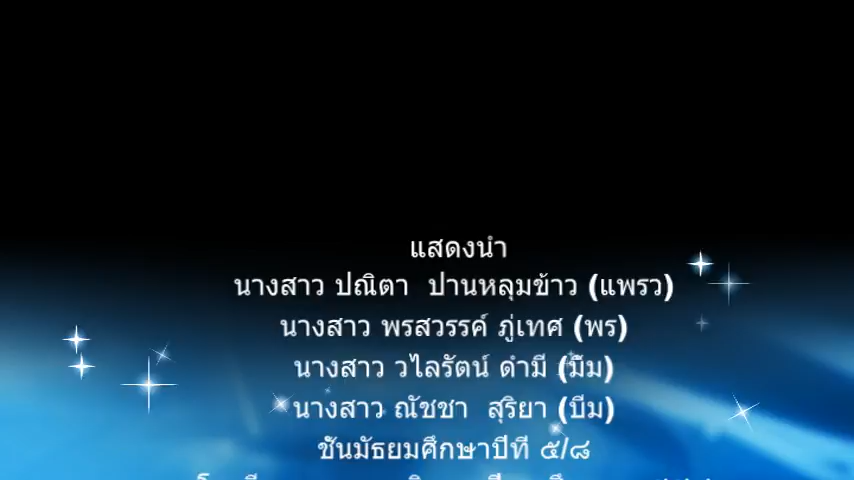 แสดงนำ
นางสาว ปณิตา ปานหลุมข้าว (แพรว)
นางสาว พรสวรรค์ ภู่เทศ (พร)
นางสาว วไลรัตน์ ดำมี (มิ้ม)
นางสาว ณัชชา สุริยา (บีม)
ชั้นมัธยมศึกษาปีที่ ๕/๘